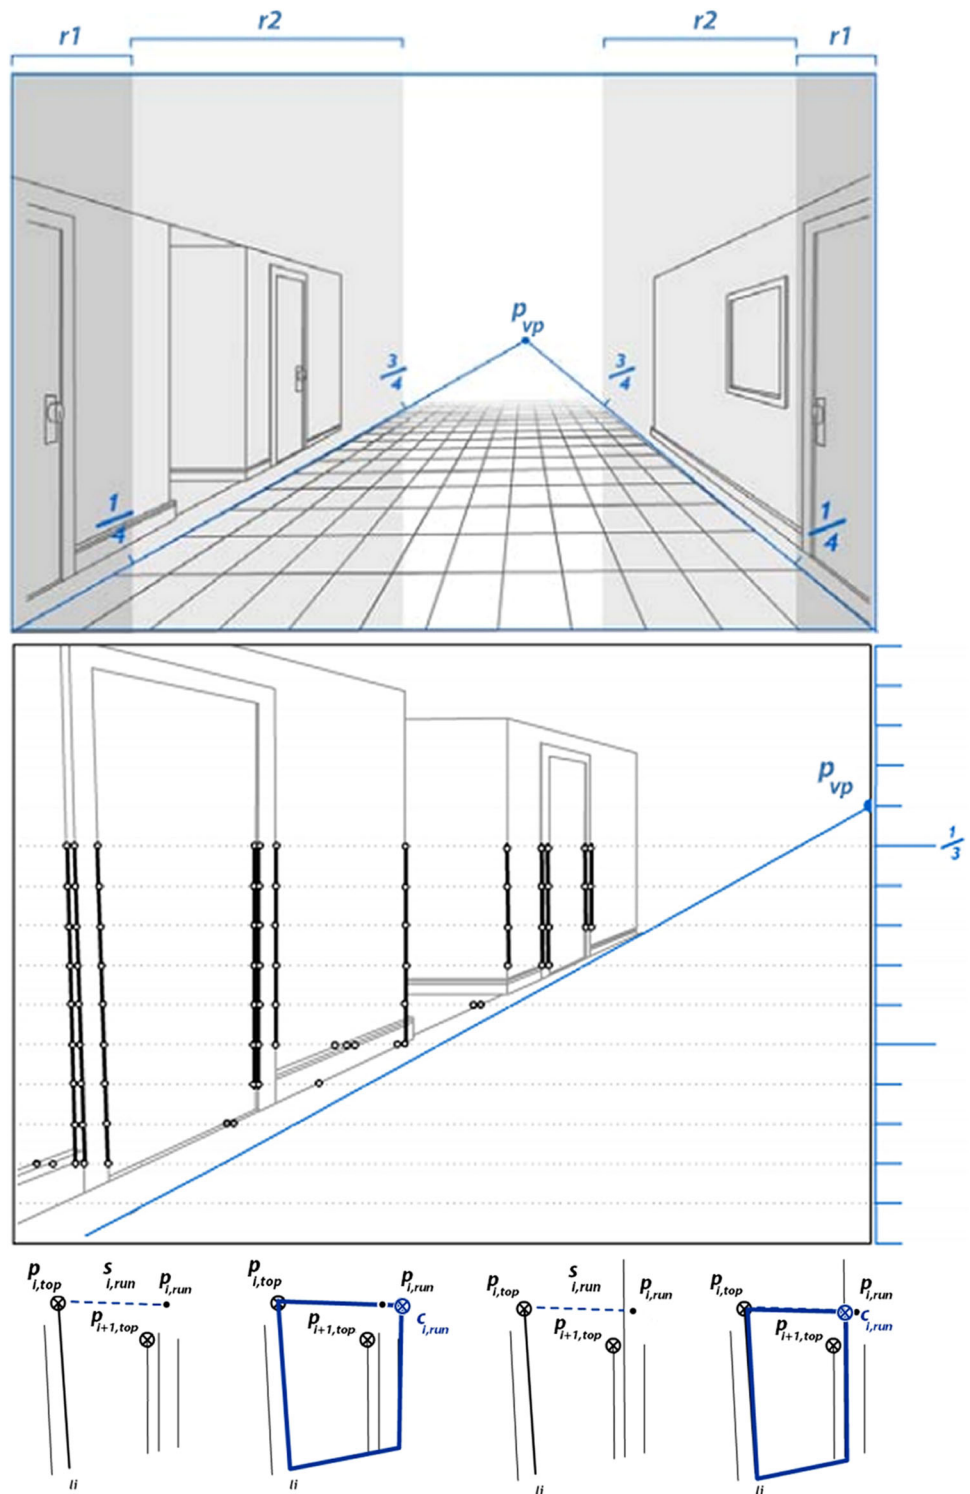 r1 r2 r2 r1
p vp
3/4 3/4
1/4 1/4
p vp
1/3
p i,top s i,run p i,run
p i+1,top
li
p i,top p i,run
p i+1,top c i,run
li
p i,top s i,run p i,run
p i+1,top
li
p i,top p i,run
p i+1,top c i,run
li